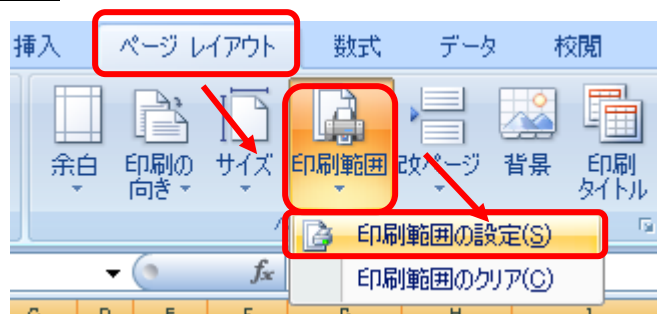 挿入 ページ レイアウト 数式 データ 校閲
余白 印刷の向き サイズ 印刷範囲 改ページ 背景 印刷タイトル
印刷範囲の設定(S)
fx
印刷範囲のクリア(C)